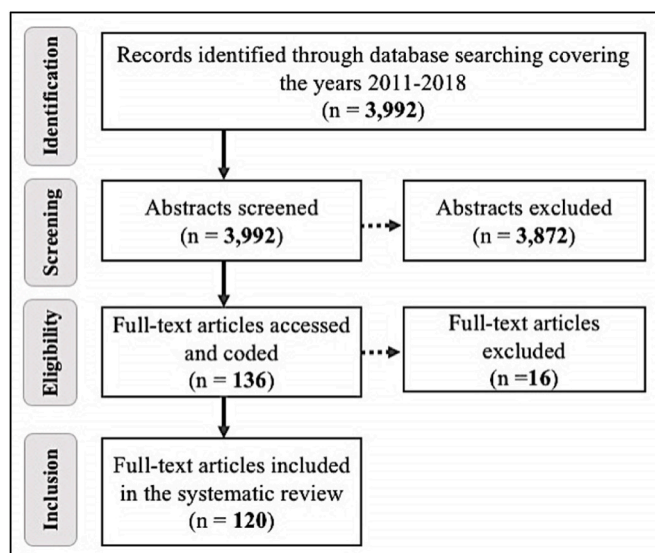 Identification
Records identified through database searching covering
the years 2011-2018
(n = 3,992)
Screening
Abstracts screened
(n = 3,992)
Abstracts excluded
(n = 3,872)
Eligibility
Full-text articles accessed
and coded
(n = 136)
Full-text articles
excluded
(n =16)
Inclusion
Full-text articles included
in the systematic review
(n = 120)